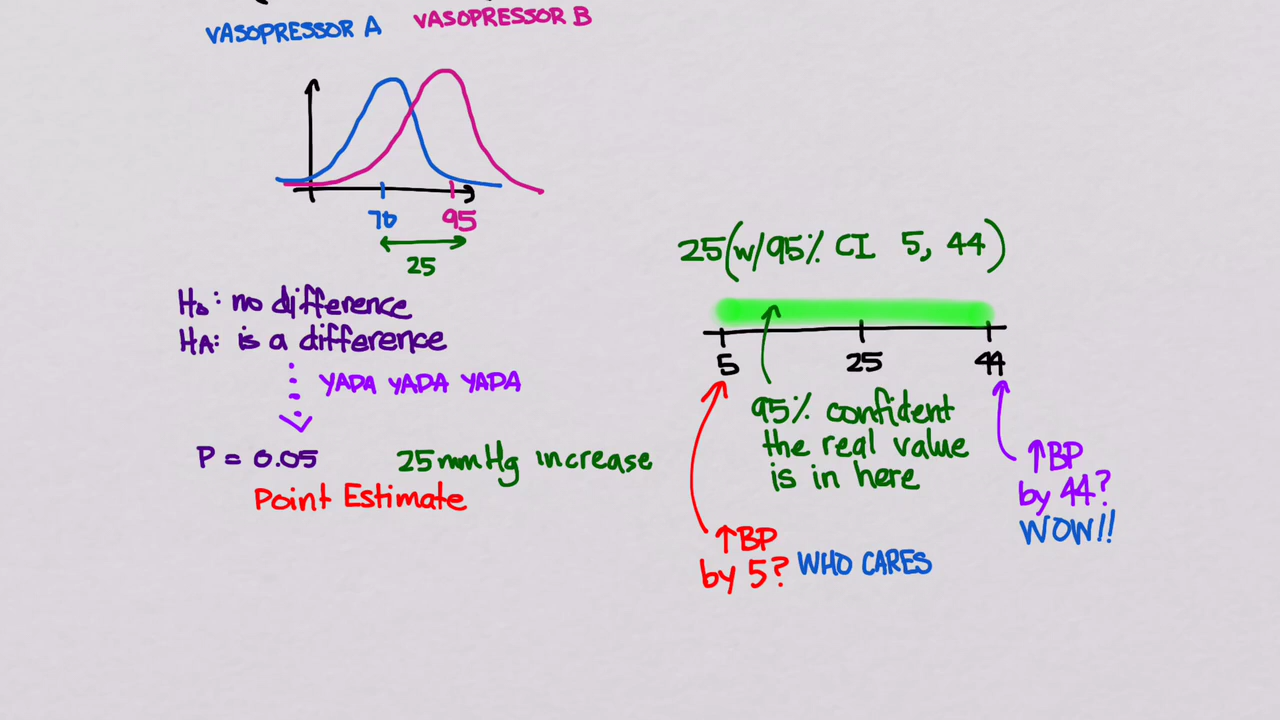 VASOPRESSOR A
VASOPRESSOR B
70
95
25
H₀: no difference
HA: is a difference
YADA YADA YADA
P = 0.05
25mmHg increase
Point Estimate
25(w/95% CI 5, 44)
5
25
44
95% confident
the real value
is in here
↑BP
by 44?
WOW!!
↑BP
by 5? WHO CARES